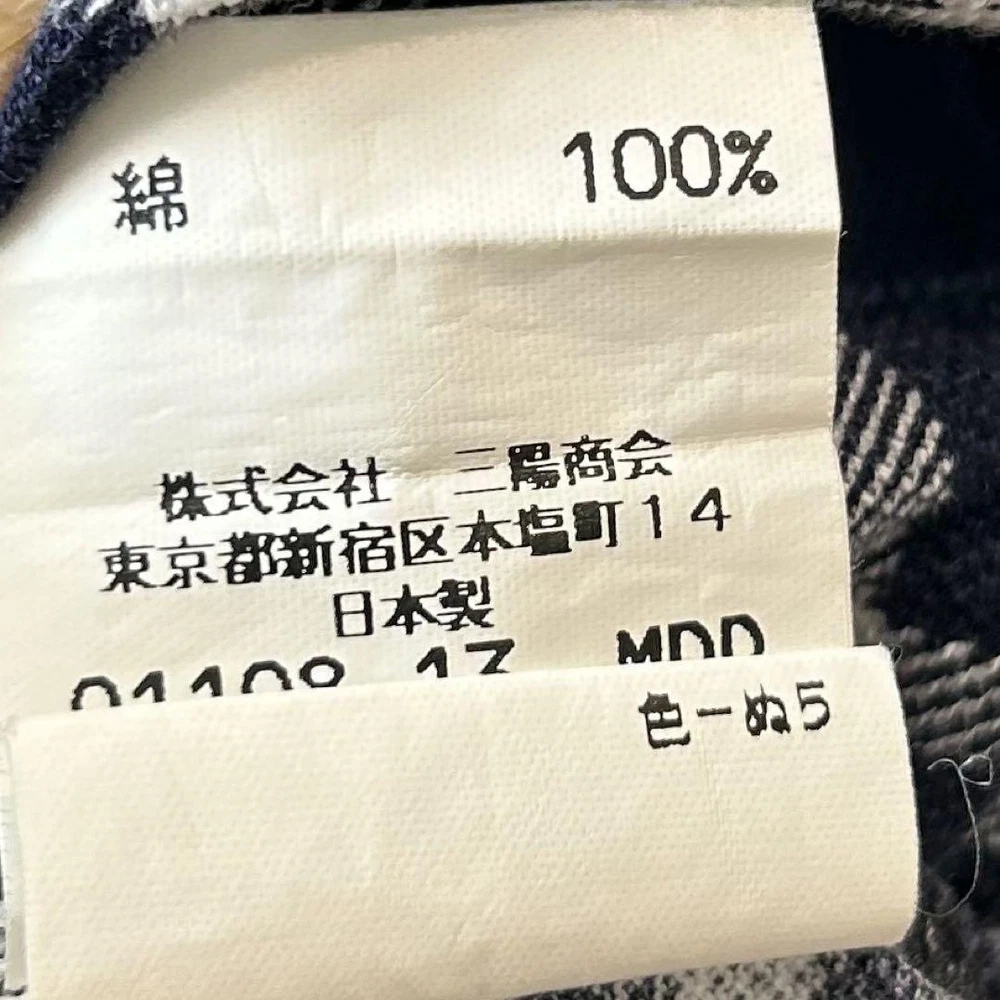 綿 100%
株式会社 三陽商会
東京都新宿区本塩町14
日本製
色-ぬ5